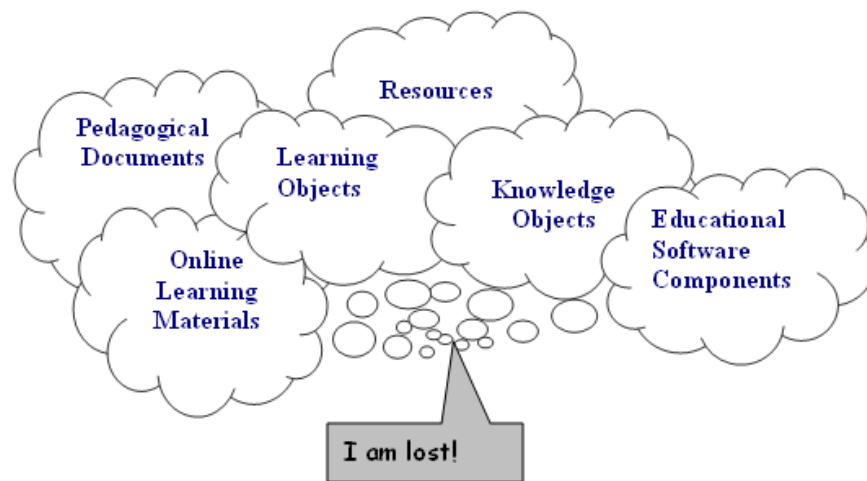 Resources
Pedagogical
Documents
Learning
Objects
Knowledge
Objects
Educational
Software
Components
Online
Learning
Materials
I am lost!